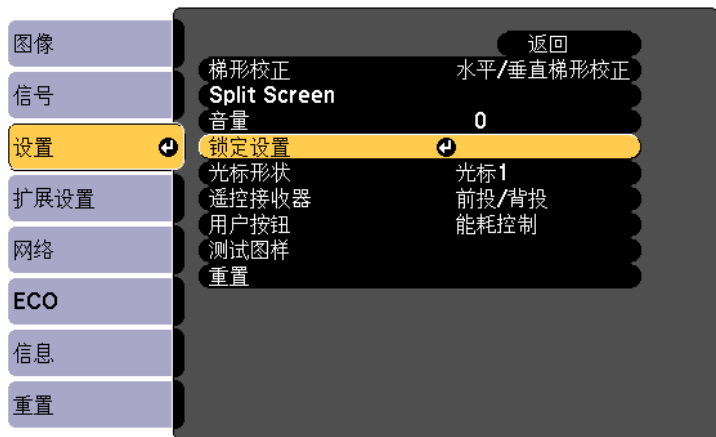 图像
信号
设置
扩展设置
网络
ECO
信息
重置
返回
梯形校正 水平/垂直梯形校正
Split Screen
音量 0
锁定设置
光标形状 光标1
遥控接收器 前投/背投
用户按钮 能耗控制
测试图样
重置